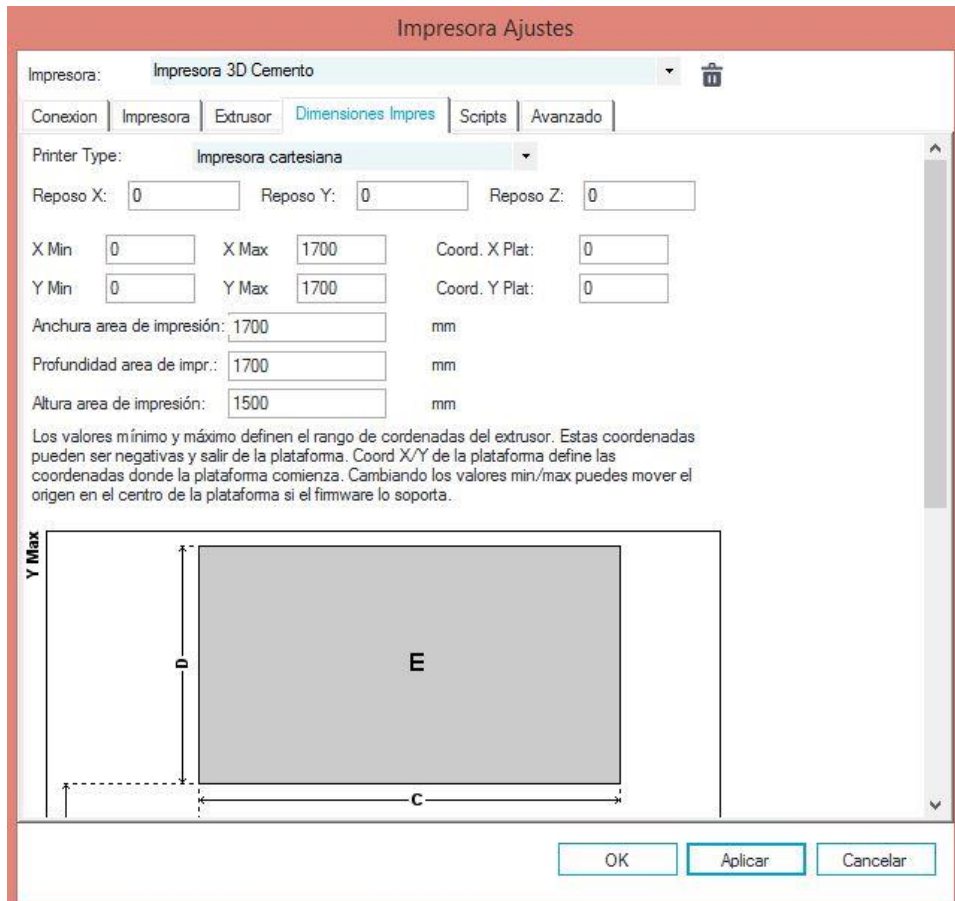 Impresora Ajustes
Impresora: Impresora 3D Cemento
Conexion Impresora Extrusor Dimensiones Impres Scripts Avanzado
Printer Type: Impresora cartesiana
Reposo X: 0 Reposo Y: 0 Reposo Z: 0
X Min 0 X Max 1700 Coord. X Plat: 0
Y Min 0 Y Max 1700 Coord. Y Plat: 0
Anchura area de impresión: 1700 mm
Profundidad area de impr.: 1700 mm
Altura area de impresión: 1500 mm
Los valores mínimo y máximo definen el rango de cordenadas del extrusor. Estas coordenadas
pueden ser negativas y salir de la plataforma. Coord X/Y de la plataforma define las
coordenadas donde la plataforma comienza. Cambiando los valores min/max puedes mover el
origen en el centro de la plataforma si el firmware lo soporta.
Y Max
D
E
C
OK Aplicar Cancelar